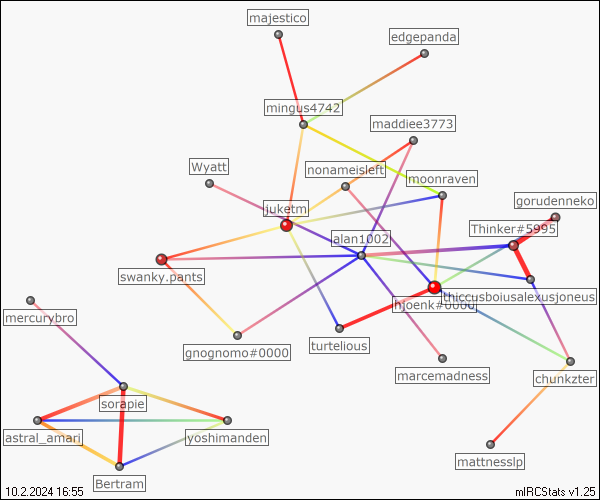 majestico
edgepanda
mingus4742
maddiee3773
Wyatt
nonameisleft
moonraven
gorudenneko
juketm
Thinker#5995
alan1002
swanky.pants
thiccusboiusalexusjoneus
hjoenk#0000
mercurybro
turtelious
gnognomo#0000
marcemadness
chunkzter
sorapie
astral_amari
yoshimanden
mattnesslp
Bertram
10.2.2024 16:55
mIRCStats v1.25